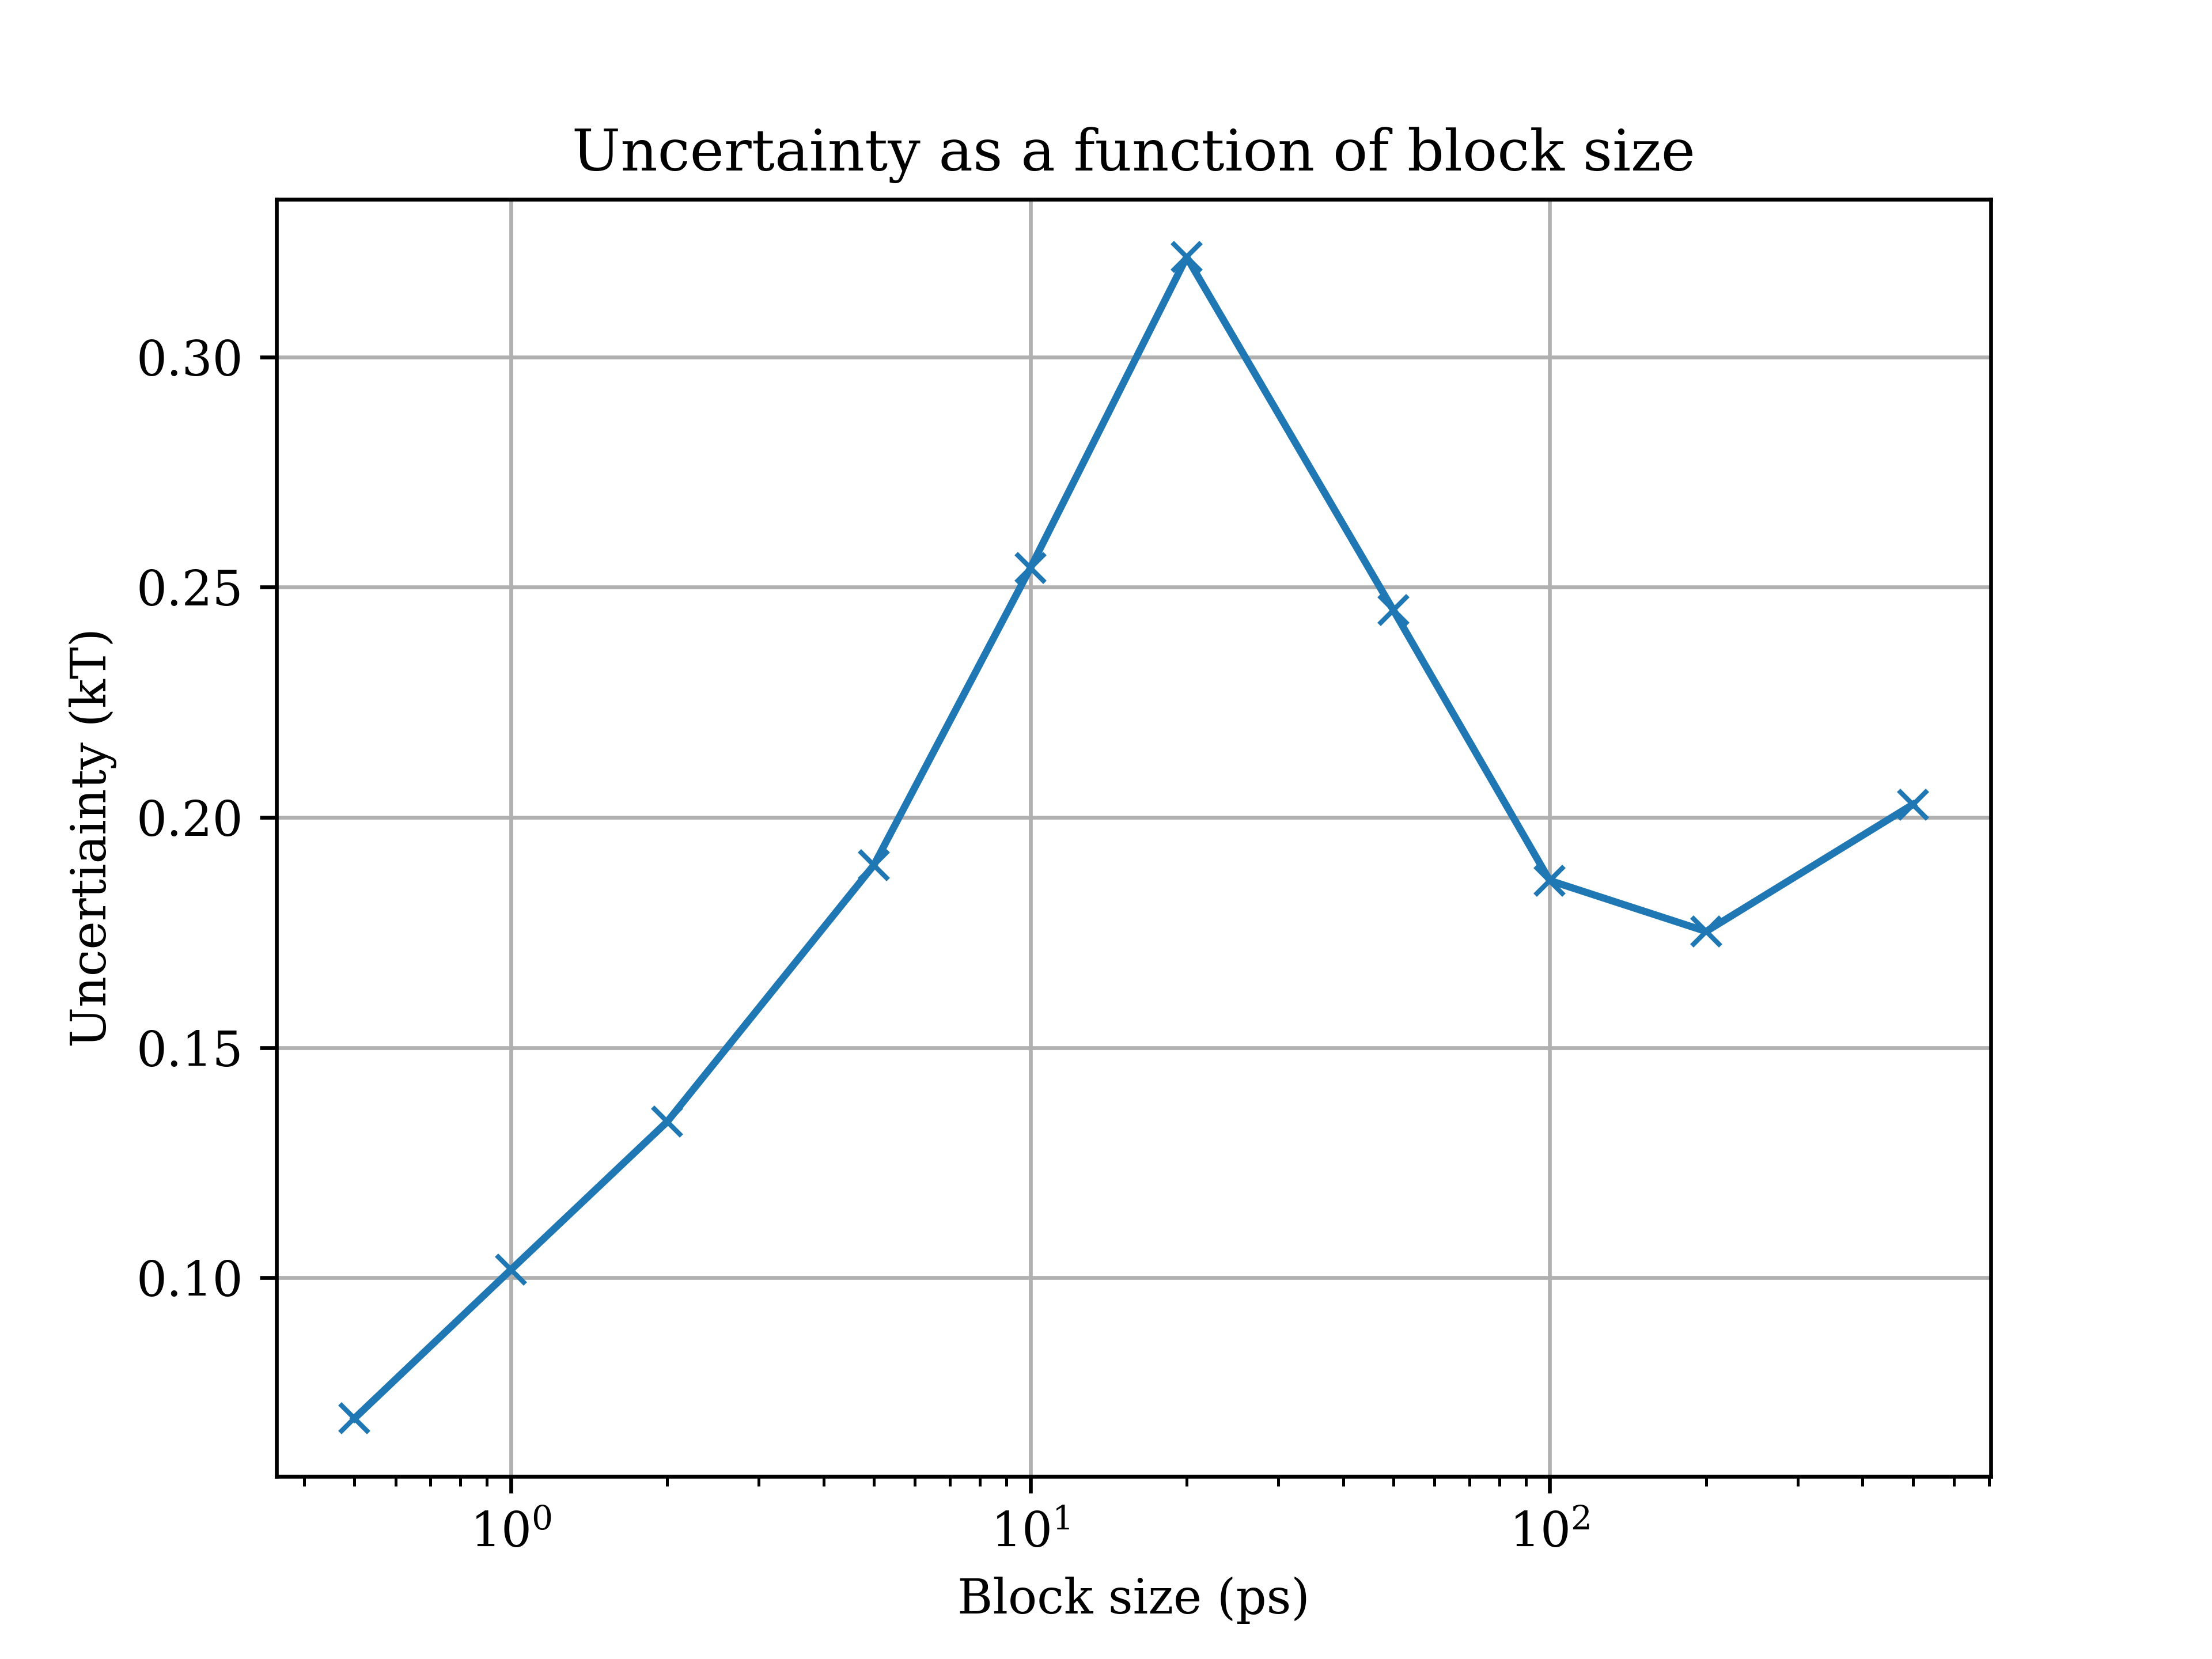 Uncertainty as a function of block size
Uncertiainty (kT)
0.30
0.25
0.20
0.15
0.10
10⁰
10¹
10²
Block size (ps)